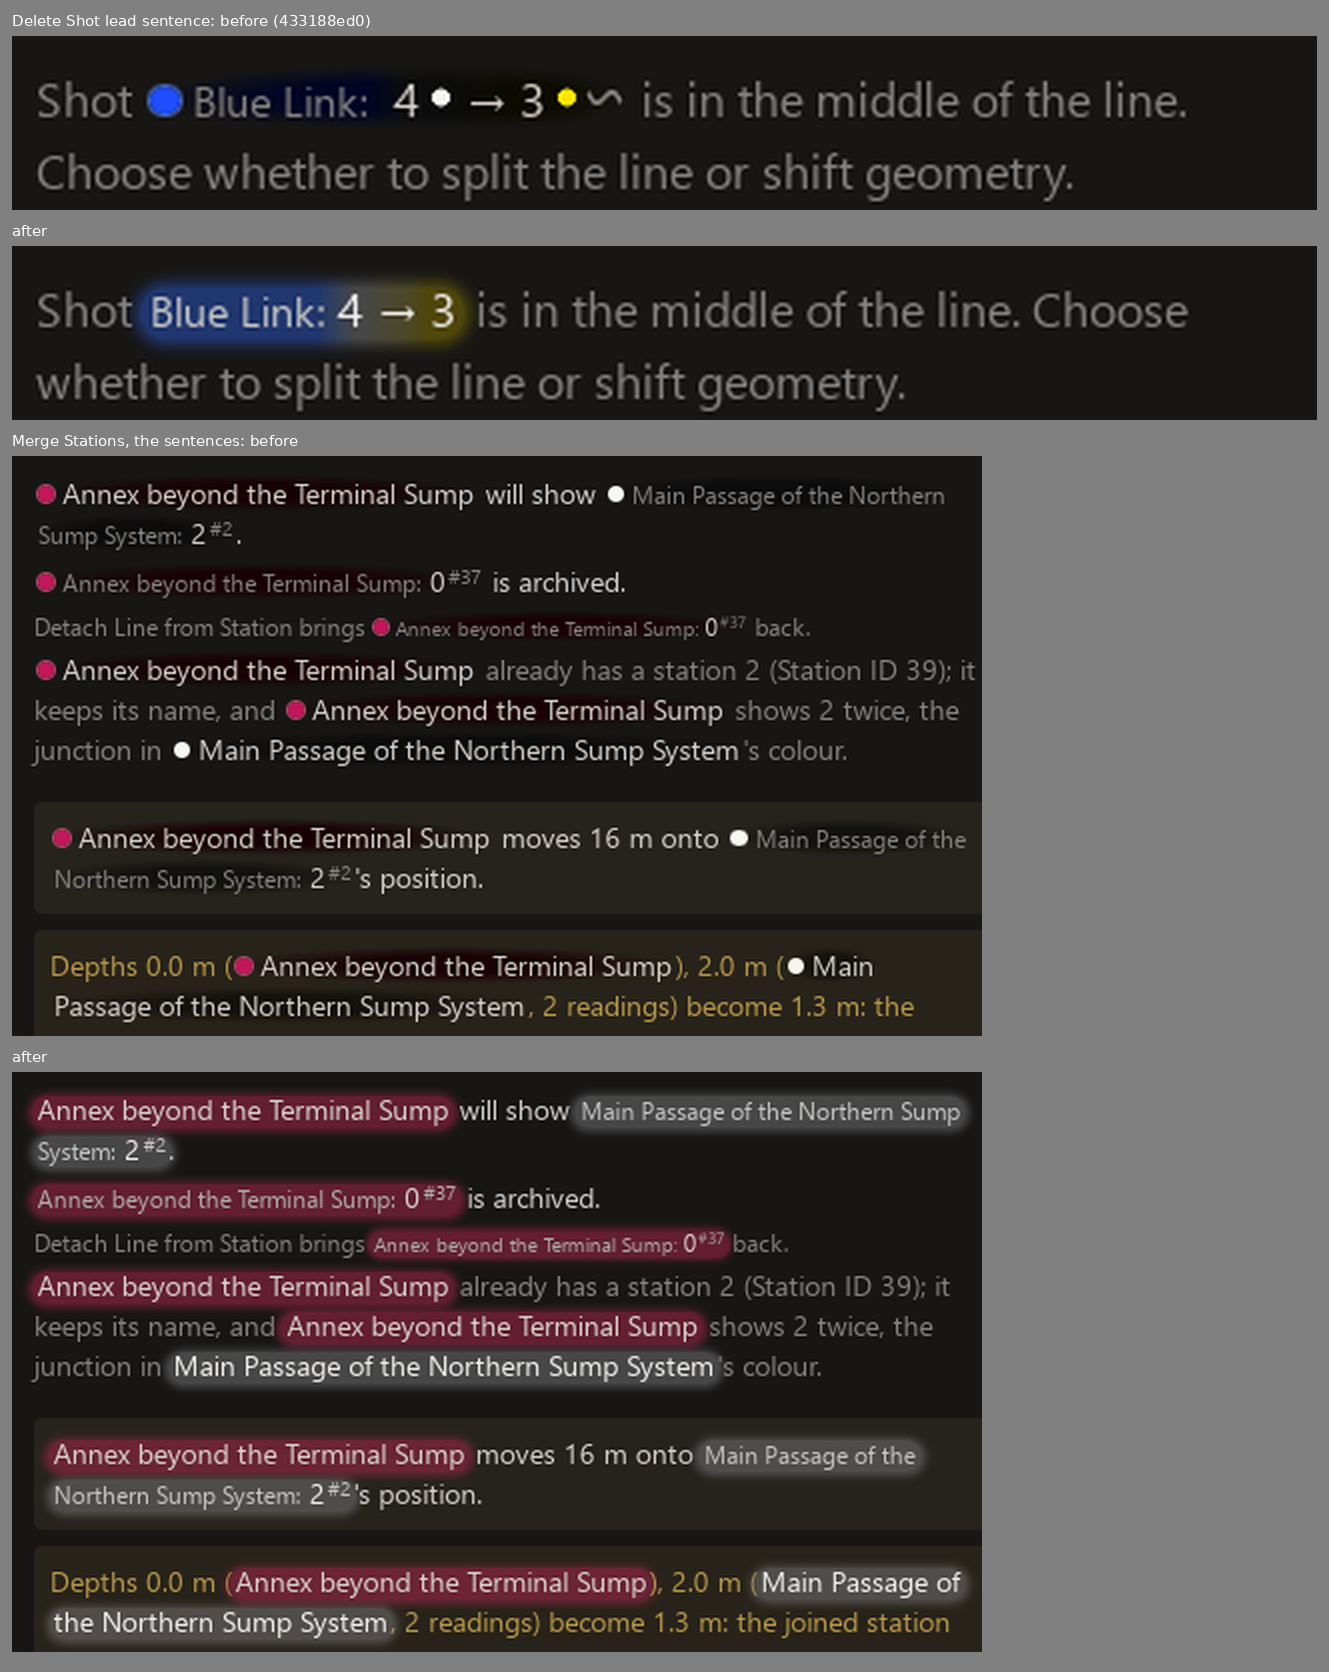 Delete Shot lead sentence: before (433188ed0)
Shot Blue Link: 4 → 3 is in the middle of the line.
Choose whether to split the line or shift geometry.
after
Shot Blue Link: 4 → 3 is in the middle of the line. Choose
whether to split the line or shift geometry.
Merge Stations, the sentences: before
Annex beyond the Terminal Sump will show Main Passage of the Northern
Sump System: 2 #2.
Annex beyond the Terminal Sump: 0 #37 is archived.
Detach Line from Station brings Annex beyond the Terminal Sump: 0 #37 back.
Annex beyond the Terminal Sump already has a station 2 (Station ID 39); it
keeps its name, and Annex beyond the Terminal Sump shows 2 twice, the
junction in Main Passage of the Northern Sump System's colour.
Annex beyond the Terminal Sump moves 16 m onto Main Passage of the
Northern Sump System: 2 #2's position.
Depths 0.0 m (Annex beyond the Terminal Sump), 2.0 m (Main
Passage of the Northern Sump System, 2 readings) become 1.3 m: the
after
Annex beyond the Terminal Sump will show Main Passage of the Northern Sump
System: 2 #2.
Annex beyond the Terminal Sump: 0 #37 is archived.
Detach Line from Station brings Annex beyond the Terminal Sump: 0 #37 back.
Annex beyond the Terminal Sump already has a station 2 (Station ID 39); it
keeps its name, and Annex beyond the Terminal Sump shows 2 twice, the
junction in Main Passage of the Northern Sump System's colour.
Annex beyond the Terminal Sump moves 16 m onto Main Passage of the
Northern Sump System: 2 #2's position.
Depths 0.0 m (Annex beyond the Terminal Sump), 2.0 m (Main Passage of
the Northern Sump System, 2 readings) become 1.3 m: the joined station